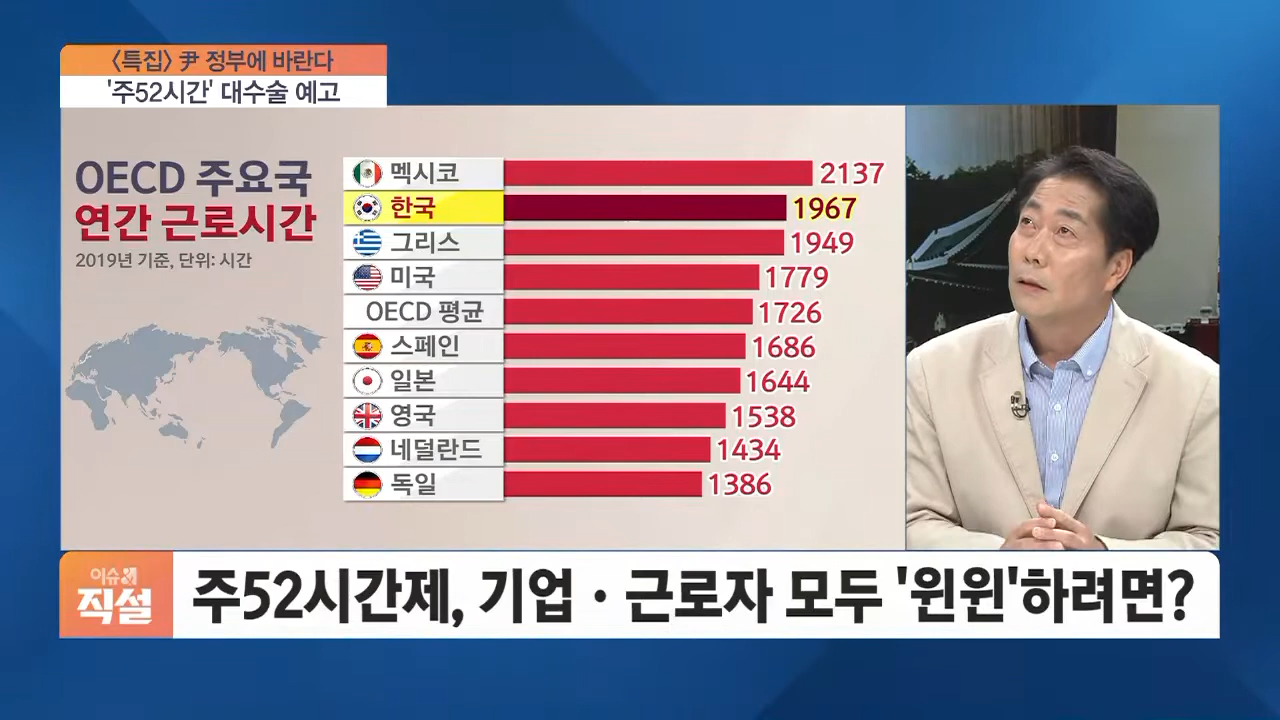 〈특집〉 尹 정부에 바란다
'주52시간' 대수술 예고
OECD 주요국
연간 근로시간
2019년 기준, 단위: 시간
멕시코 2137
한국 1967
그리스 1949
미국 1779
OECD 평균 1726
스페인 1686
일본 1644
영국 1538
네덜란드 1434
독일 1386
이슈&
직설
주52시간제, 기업·근로자 모두 '윈윈'하려면?